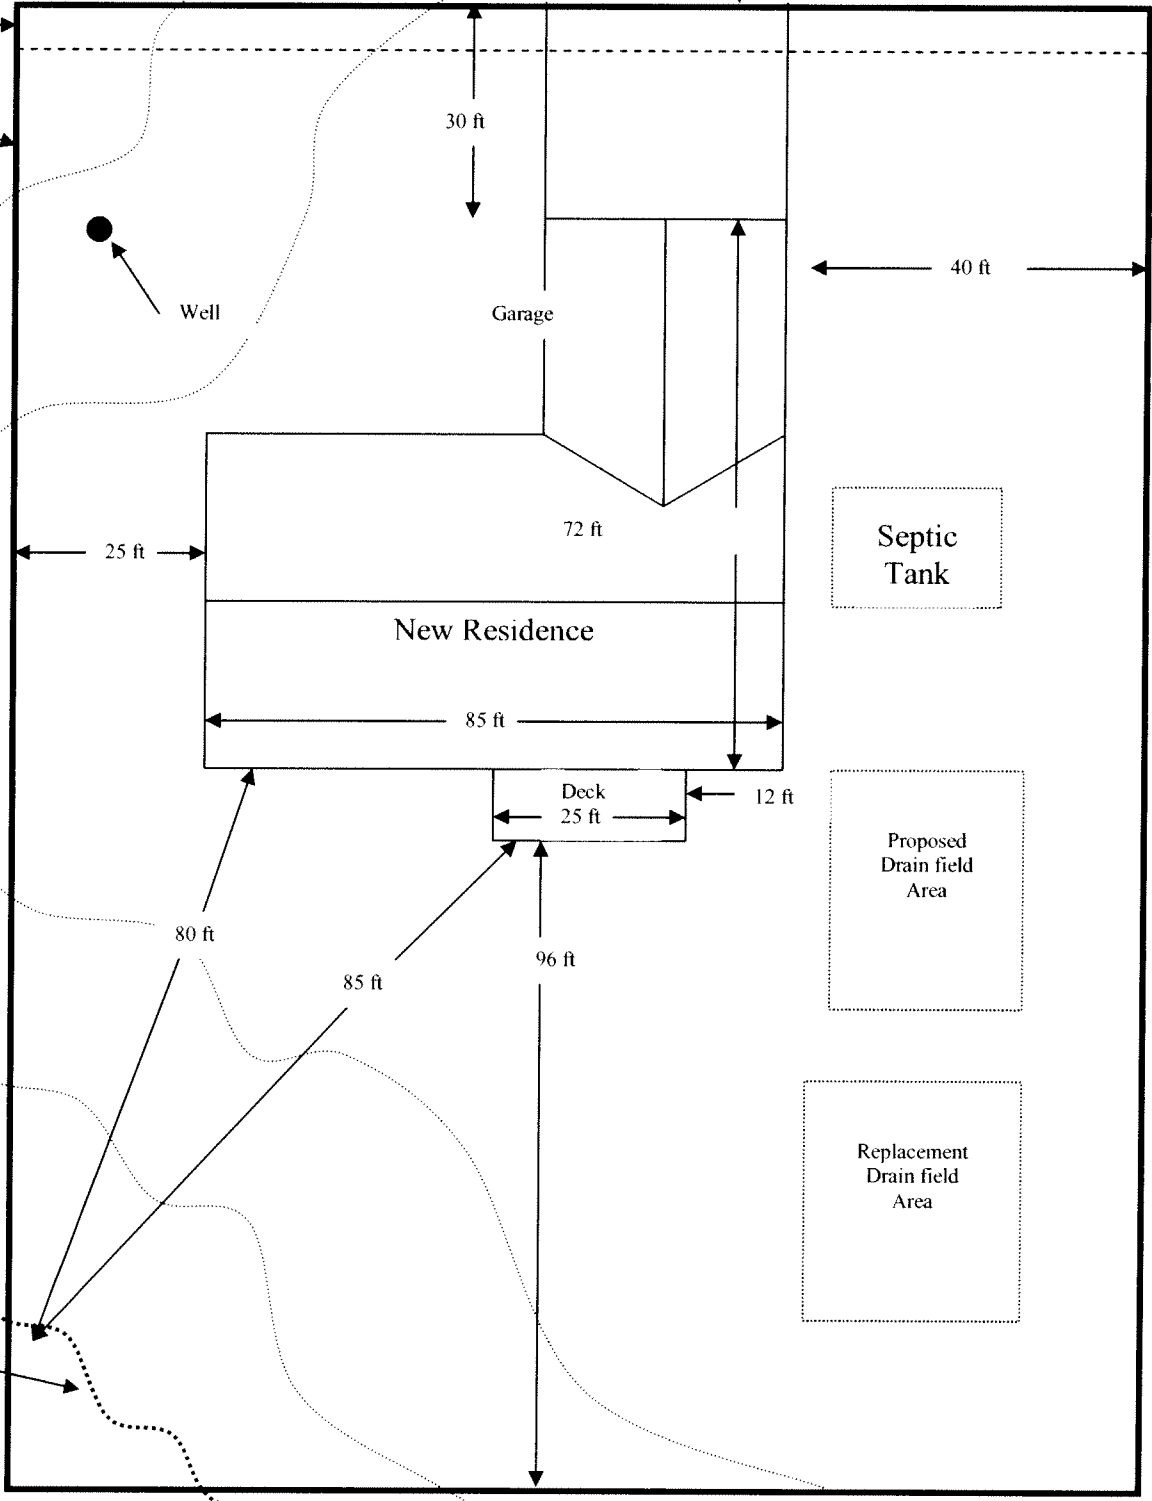 30 ft
40 ft
Well
Garage
72 ft
Septic
Tank
25 ft
New Residence
85 ft
Deck
25 ft
12 ft
Proposed
Drain field
Area
80 ft
96 ft
85 ft
Replacement
Drain field
Area